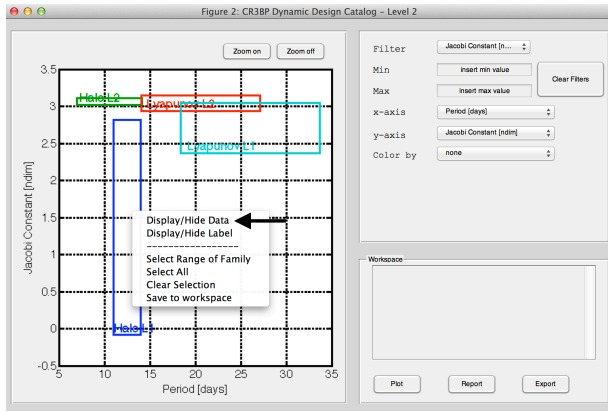 Figure 2: CR3BP Dynamic Design Catalog – Level 2
Zoom on
Zoom off
3.5
3
2.5
2
1.5
1
0.5
0
-0.5
Jacobi Constant [ndim]
Halo L2
Lyapunov L2
Lyapunov L1
Halo L1
Display/Hide Data
Display/Hide Label
------------------
Select Range of Family
Select All
Clear Selection
Save to workspace
5 10 15 20 25 30 35
Period [days]
Filter Jacobi Constant [n...
Min insert min value
Max insert max value
Clear Filters
x-axis Period [days]
y-axis Jacobi Constant [ndim]
Color by none
Workspace
Plot
Report
Export